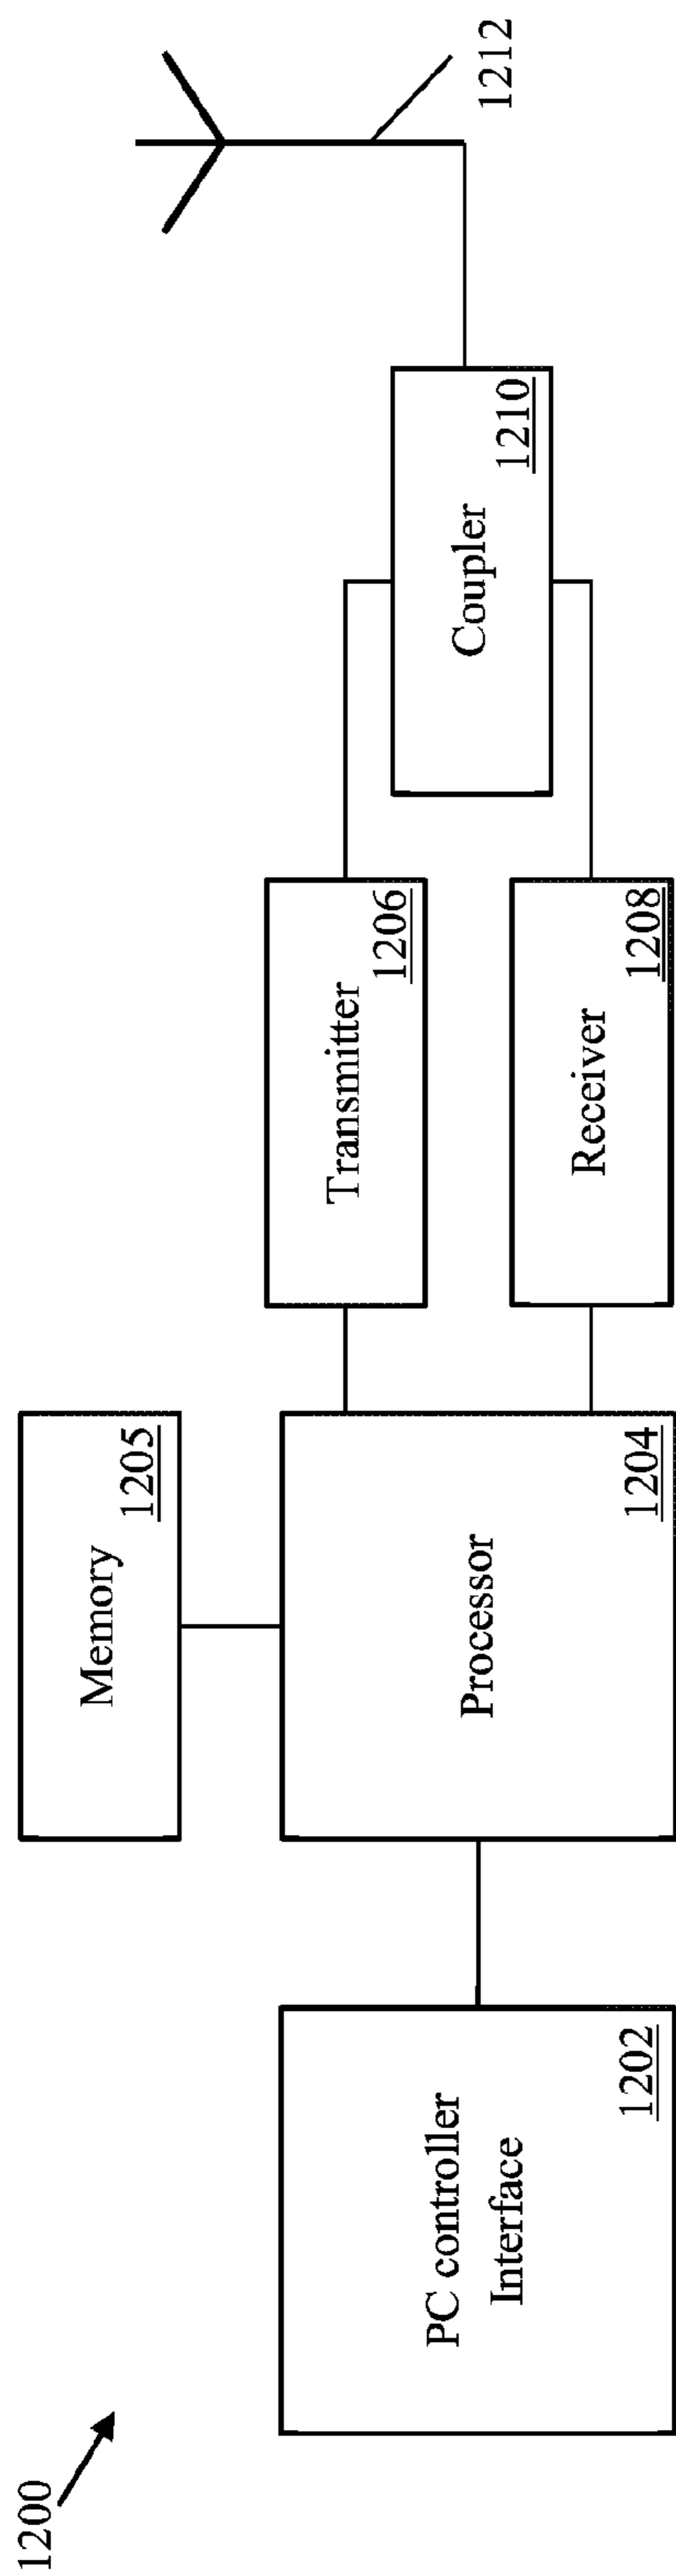 1200
PC controller
Interface
1202
Memory
1205
Processor
1204
Transmitter
1206
Receiver
1208
Coupler
1210
1212